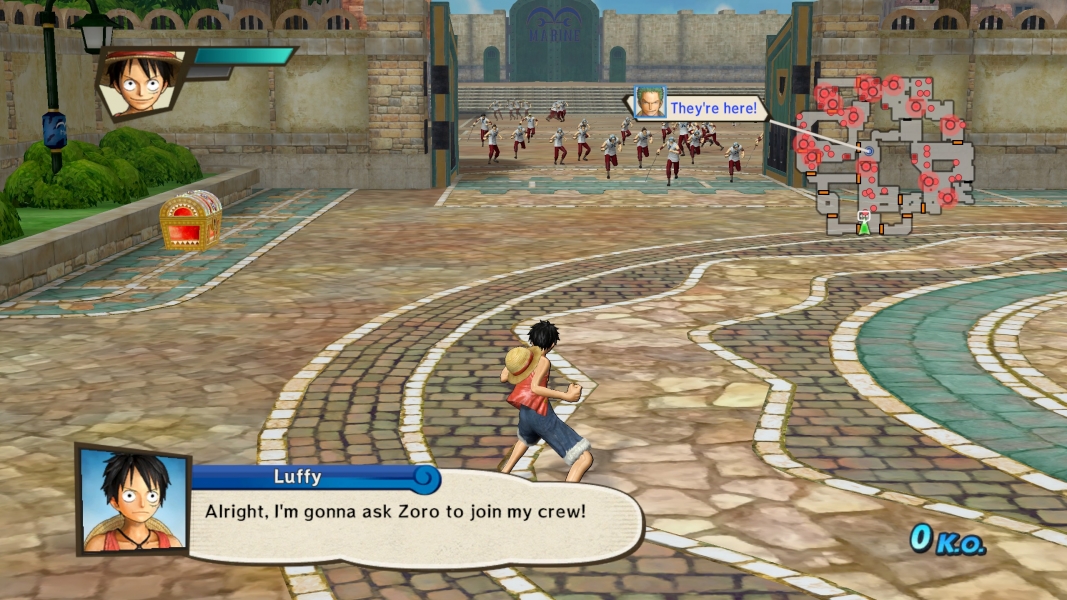 MARINE
They're here!
Luffy
Alright, I'm gonna ask Zoro to join my crew!
0 K.O.